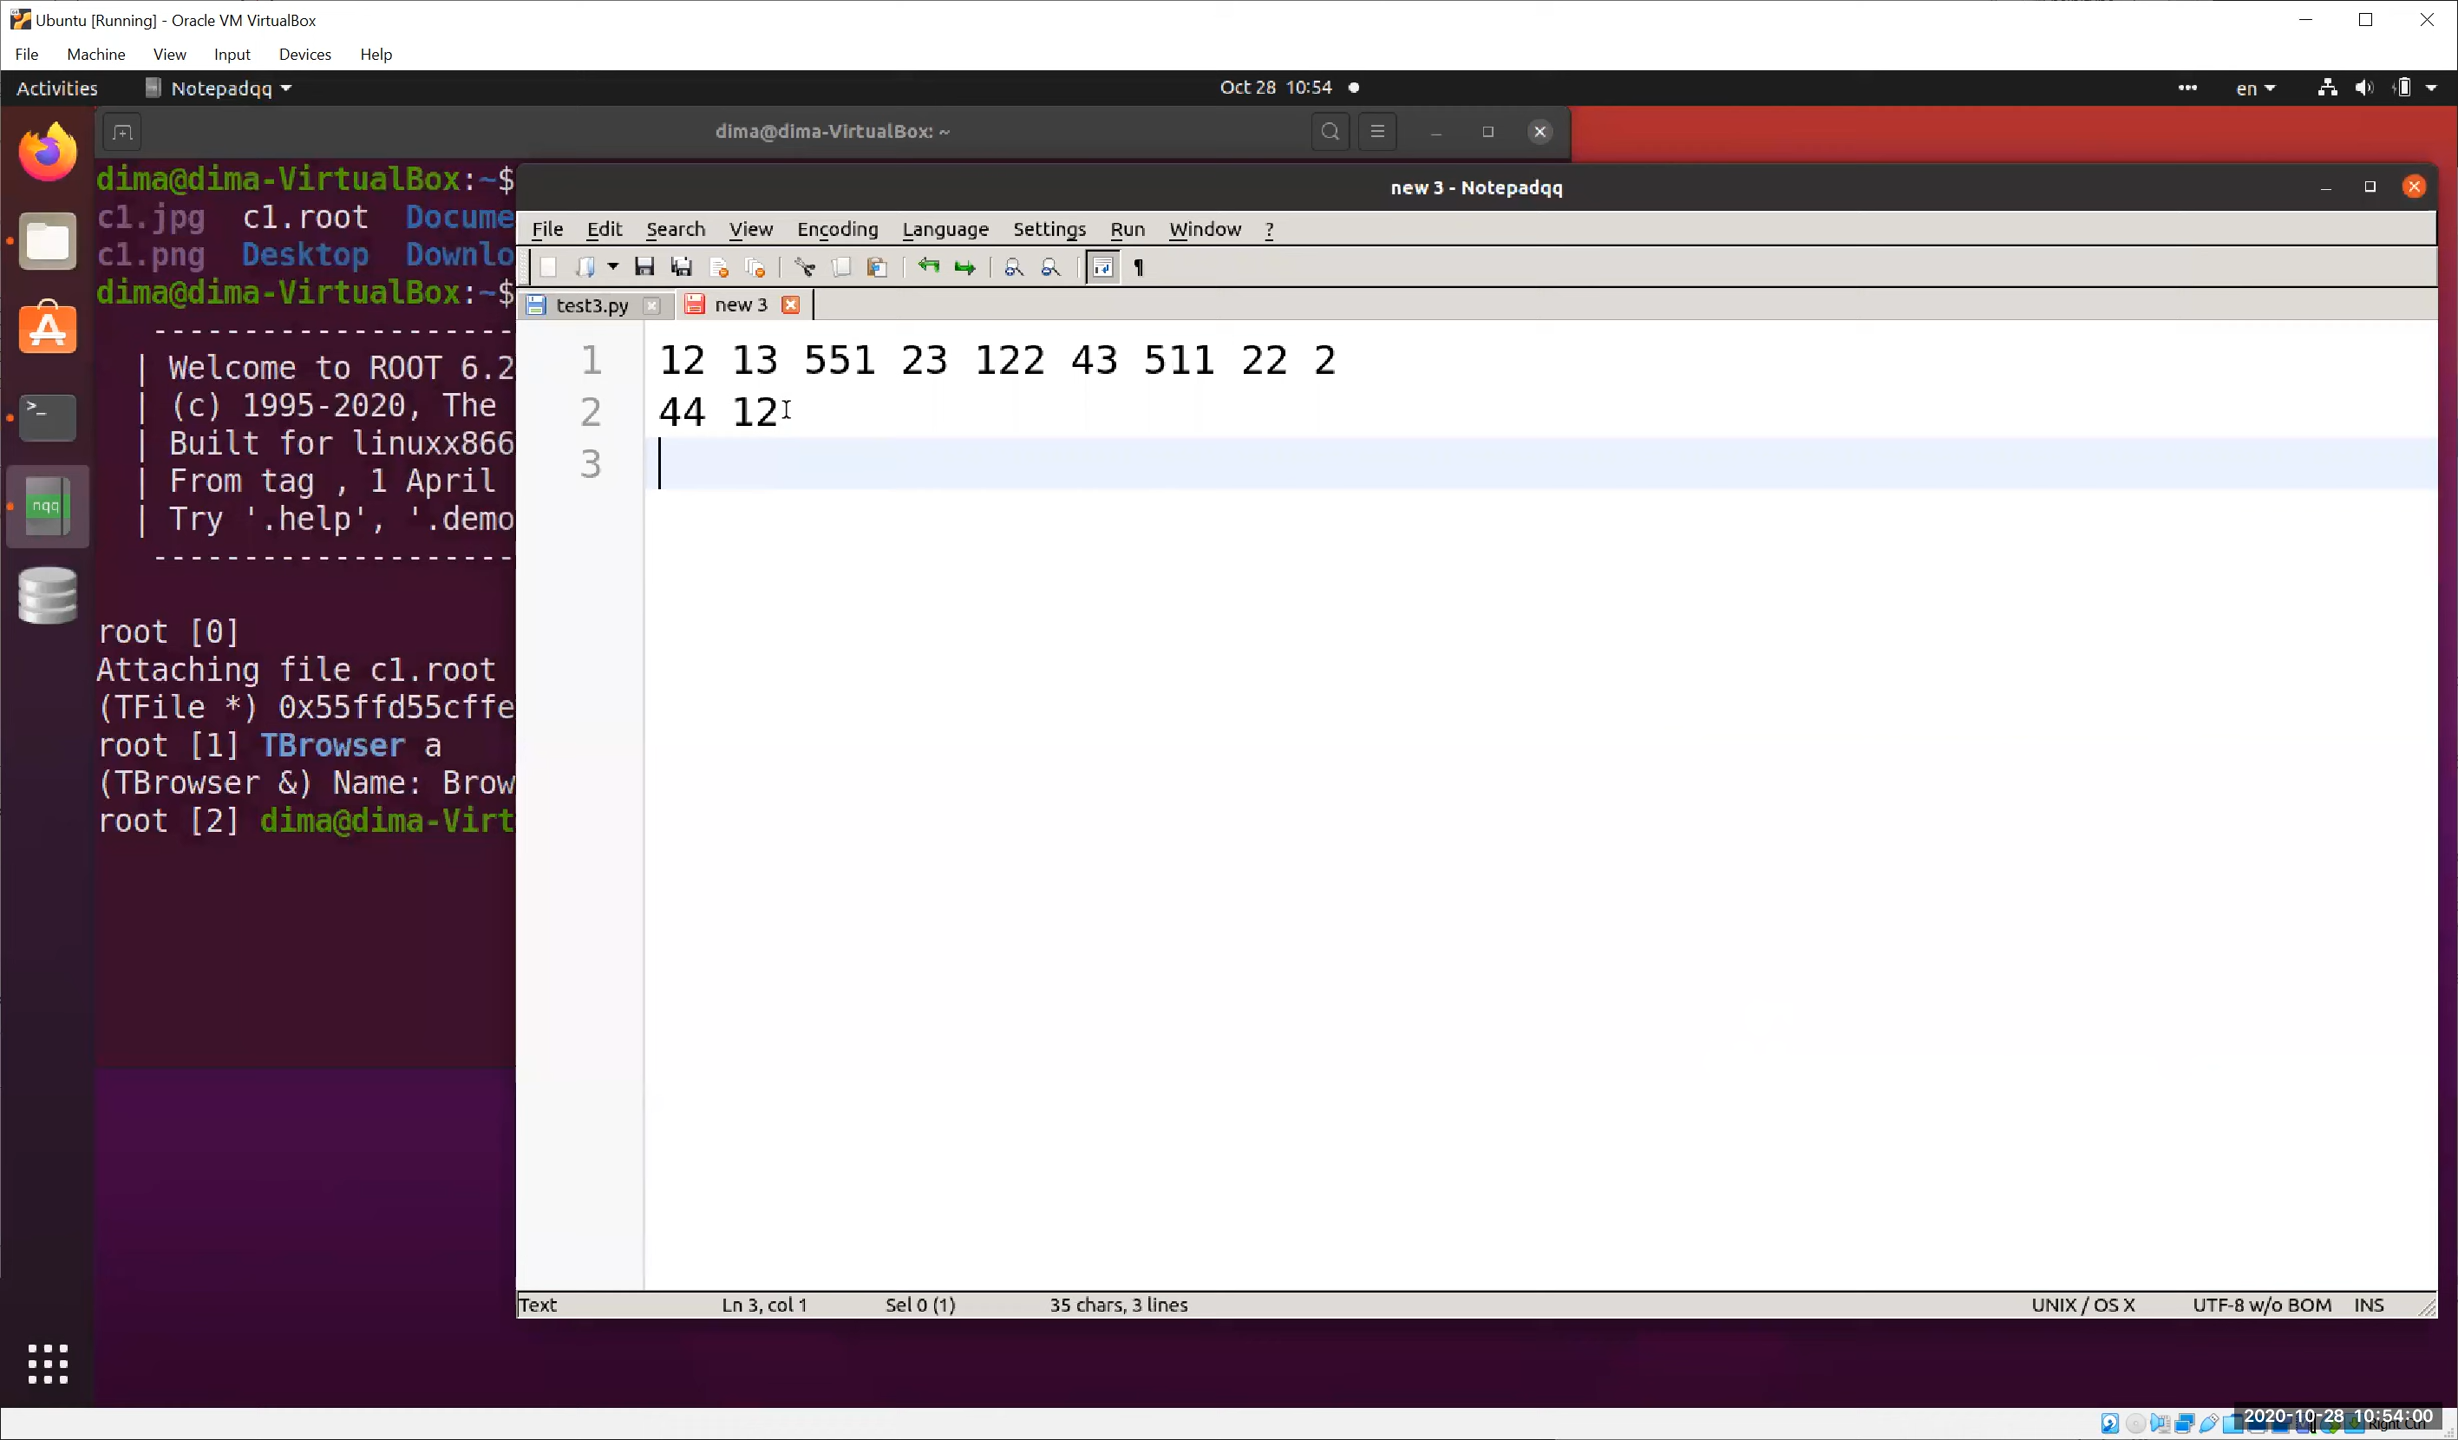 Ubuntu [Running] - Oracle VM VirtualBox
File Machine View Input Devices Help
Activities Notepadqq Oct 28 10:54 en
dima@dima-VirtualBox: ~
dima@dima-VirtualBox:~$
c1.jpg c1.root Docume
c1.png Desktop Downlo
dima@dima-VirtualBox:~$
-----------------------
| Welcome to ROOT 6.2
| (c) 1995-2020, The
| Built for linuxx866
| From tag , 1 April
| Try '.help', '.demo
-----------------------
root [0]
Attaching file c1.root
(TFile *) 0x55ffd55cffe
root [1] TBrowser a
(TBrowser &) Name: Brow
root [2] dima@dima-Virt
new 3 - Notepadqq
File Edit Search View Encoding Language Settings Run Window ?
test3.py new 3
1 12 13 551 23 122 43 511 22 2
2 44 12
3
Text Ln 3, col 1 Sel 0 (1) 35 chars, 3 lines UNIX / OS X UTF-8 w/o BOM INS
nqq
2020-10-28 10:54:00
Right Ctrl